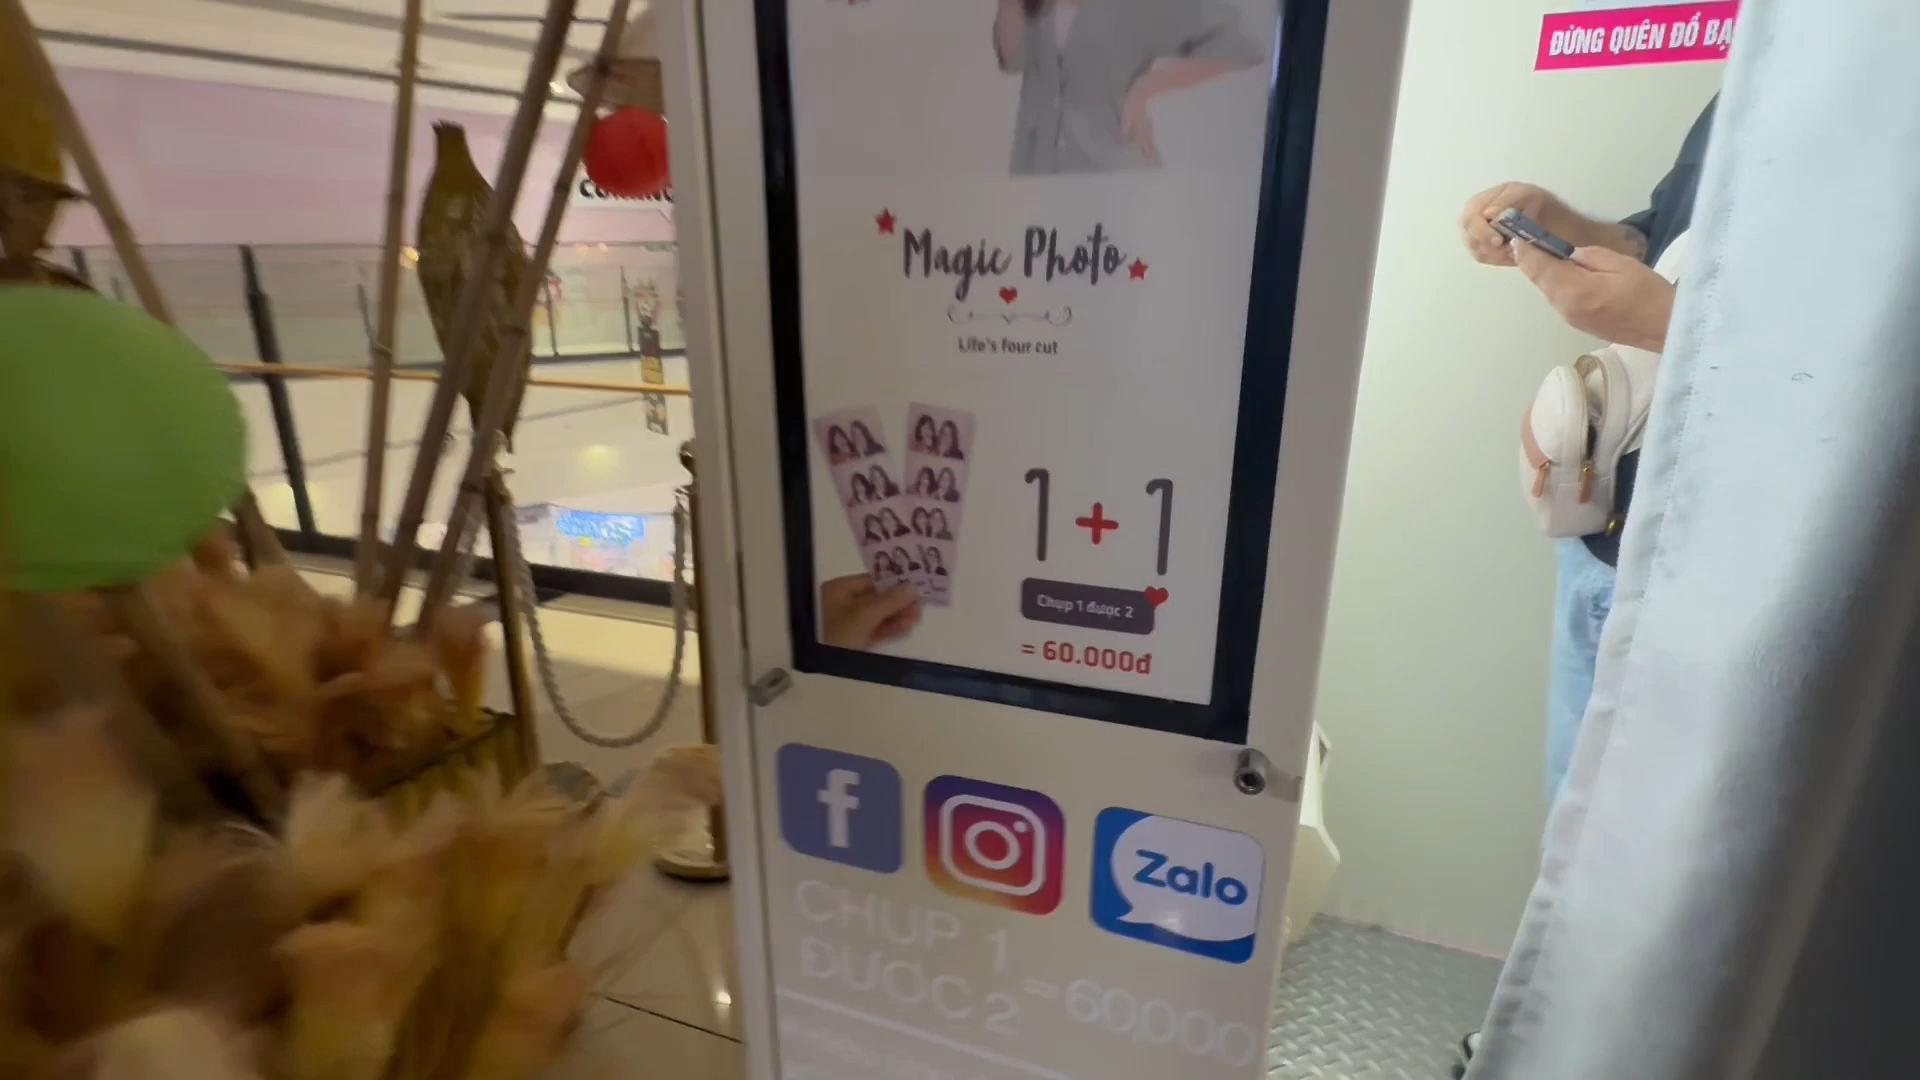 ĐỪNG QUÊN ĐỒ
Magic Photo
Life's four cut
1 + 1
Chụp 1 được 2
= 60.000đ
f
Zalo
CHỤP 1
ĐƯỢC 2
=60,000